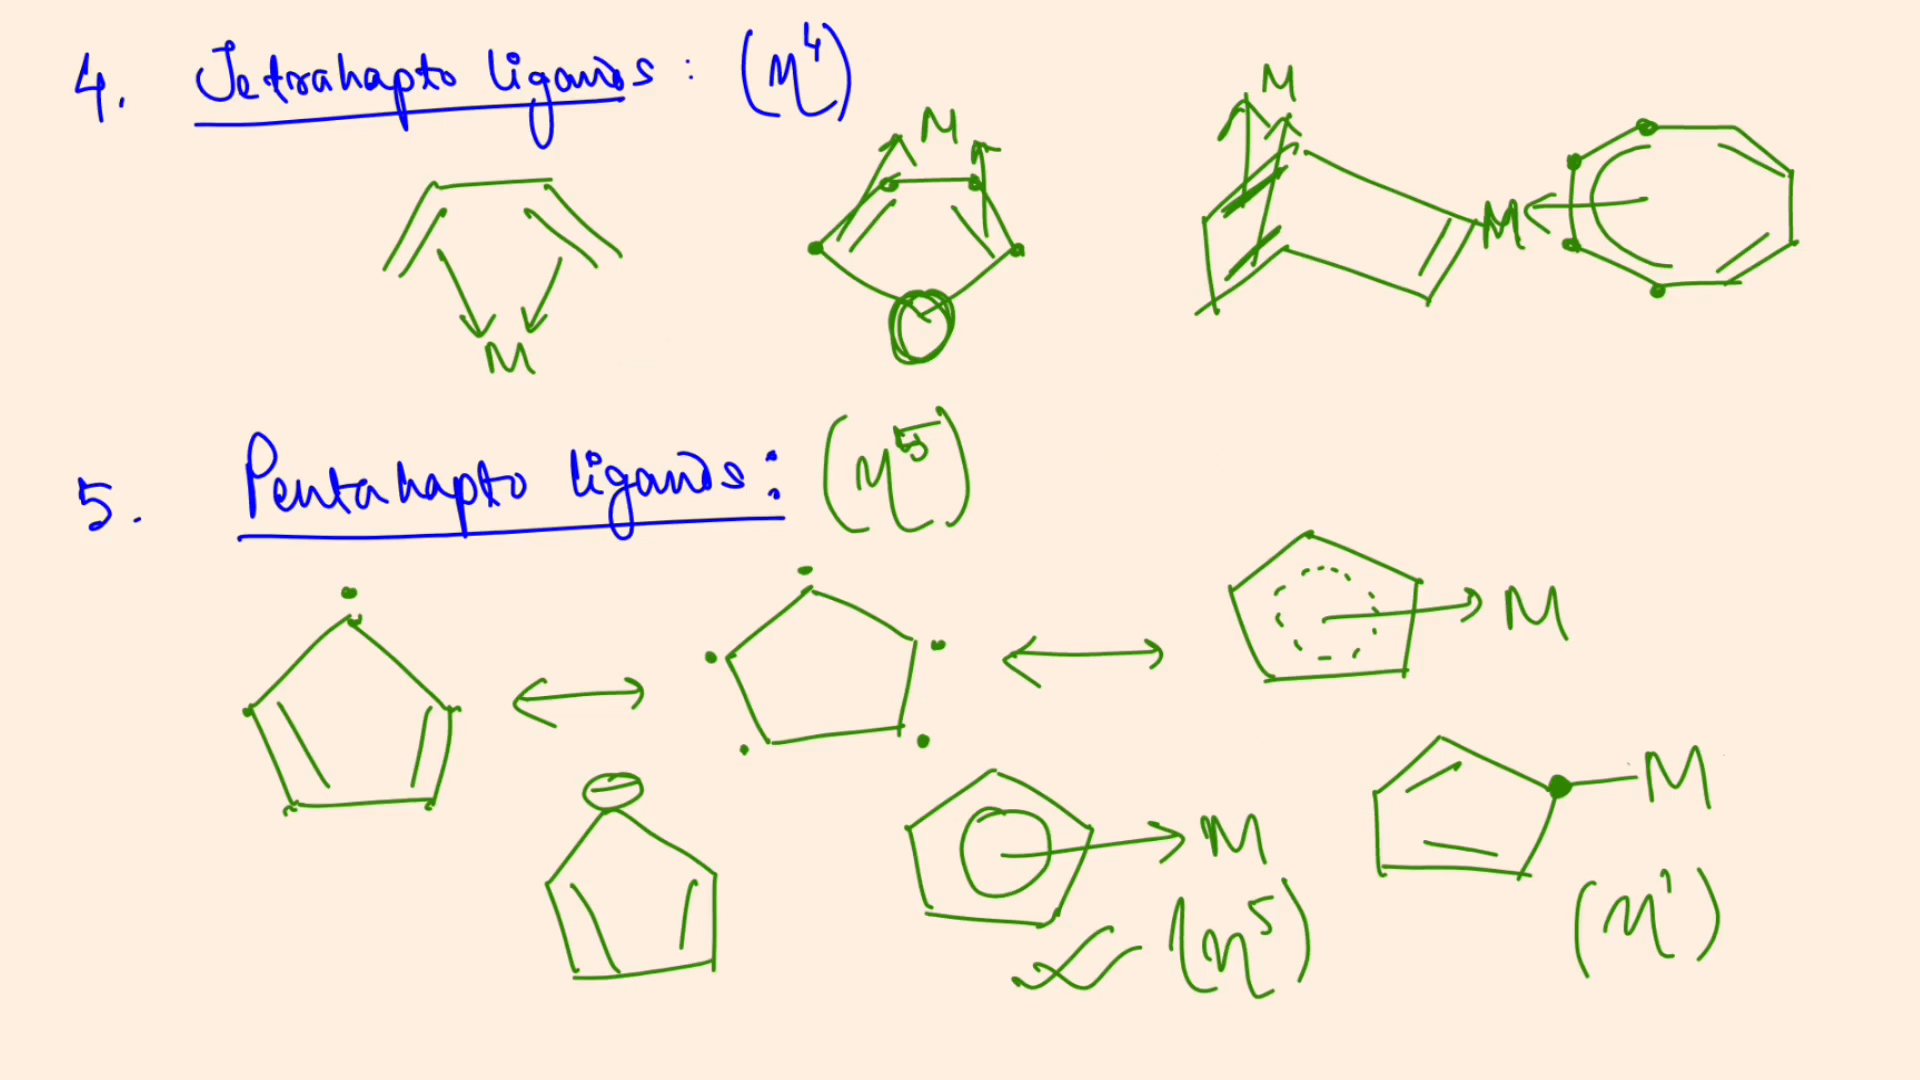 4. Tetrahapto ligands : (η⁴)
M
M
M
M
5. Pentahapto ligands : (η⁵)
M
M
(η⁵)
M
(η¹)